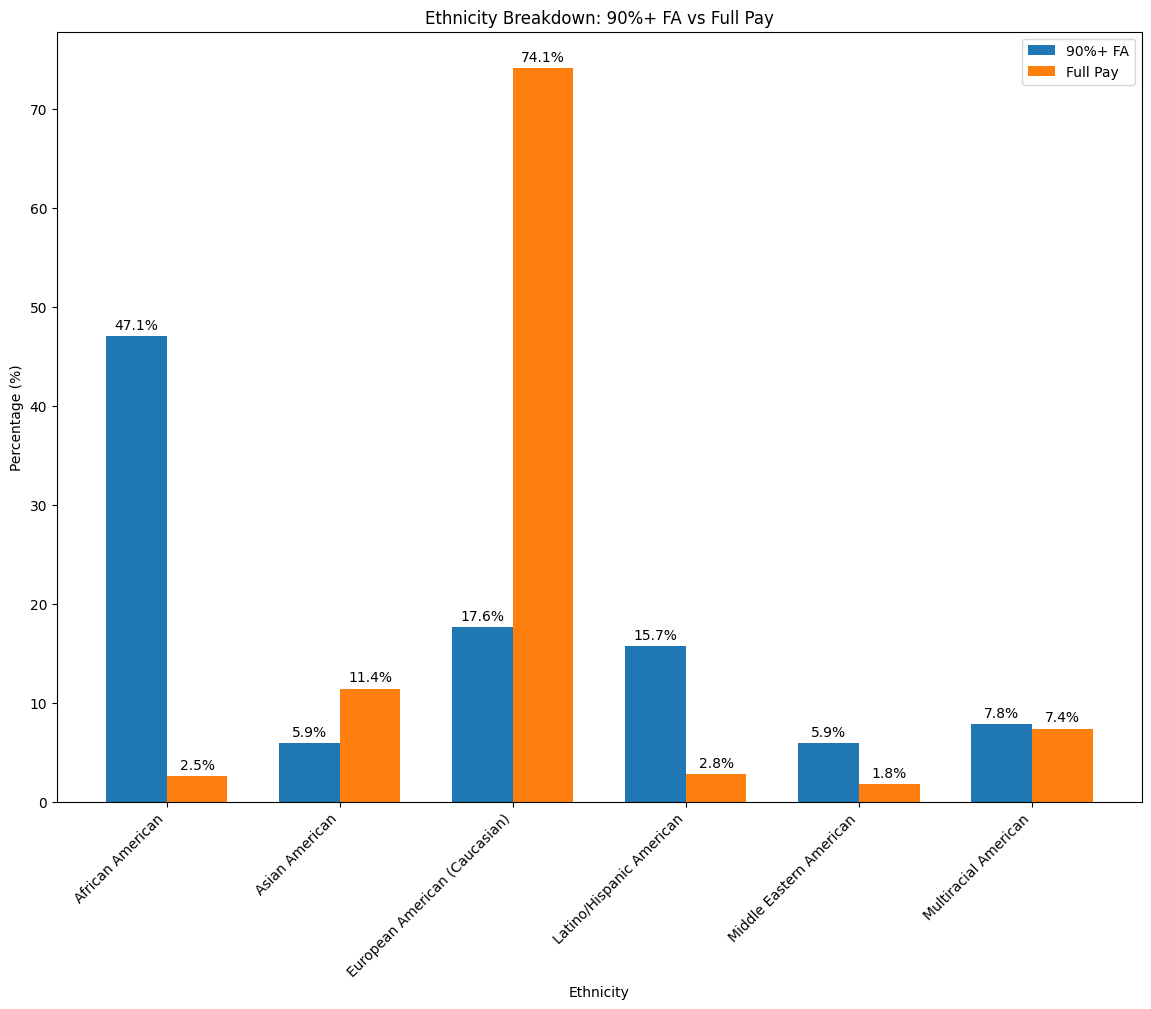 Ethnicity Breakdown: 90%+ FA vs Full Pay
90%+ FA
Full Pay
Percentage (%)
70
60
50
40
30
20
10
0
47.1%
2.5%
5.9%
11.4%
17.6%
74.1%
15.7%
2.8%
5.9%
1.8%
7.8%
7.4%
African American
Asian American
European American (Caucasian)
Latino/Hispanic American
Middle Eastern American
Multiracial American
Ethnicity